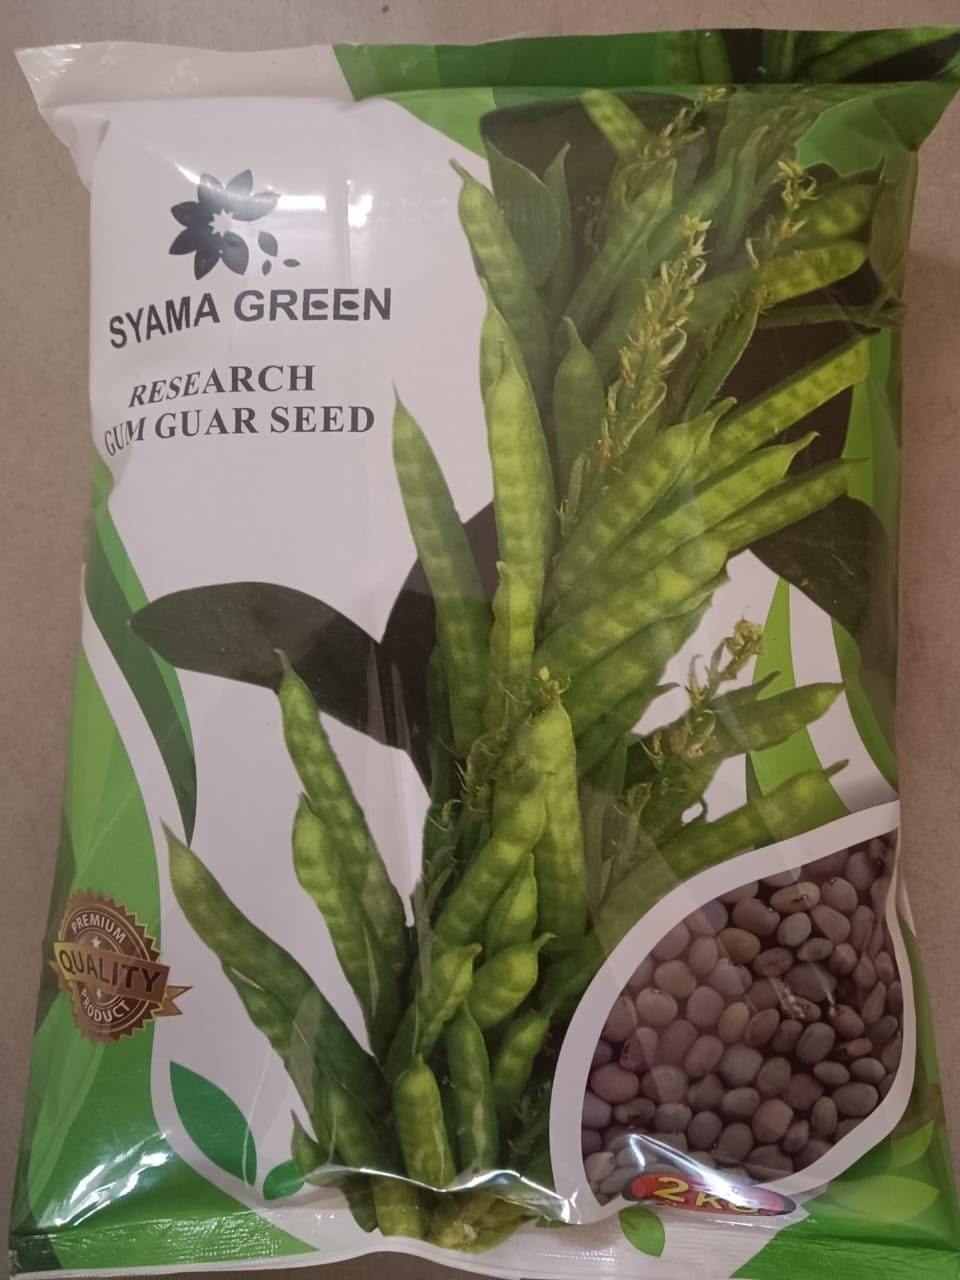 SYAMA GREEN
RESEARCH
GUM GUAR SEED
PREMIUM
QUALITY
PRODUCT
2 KG